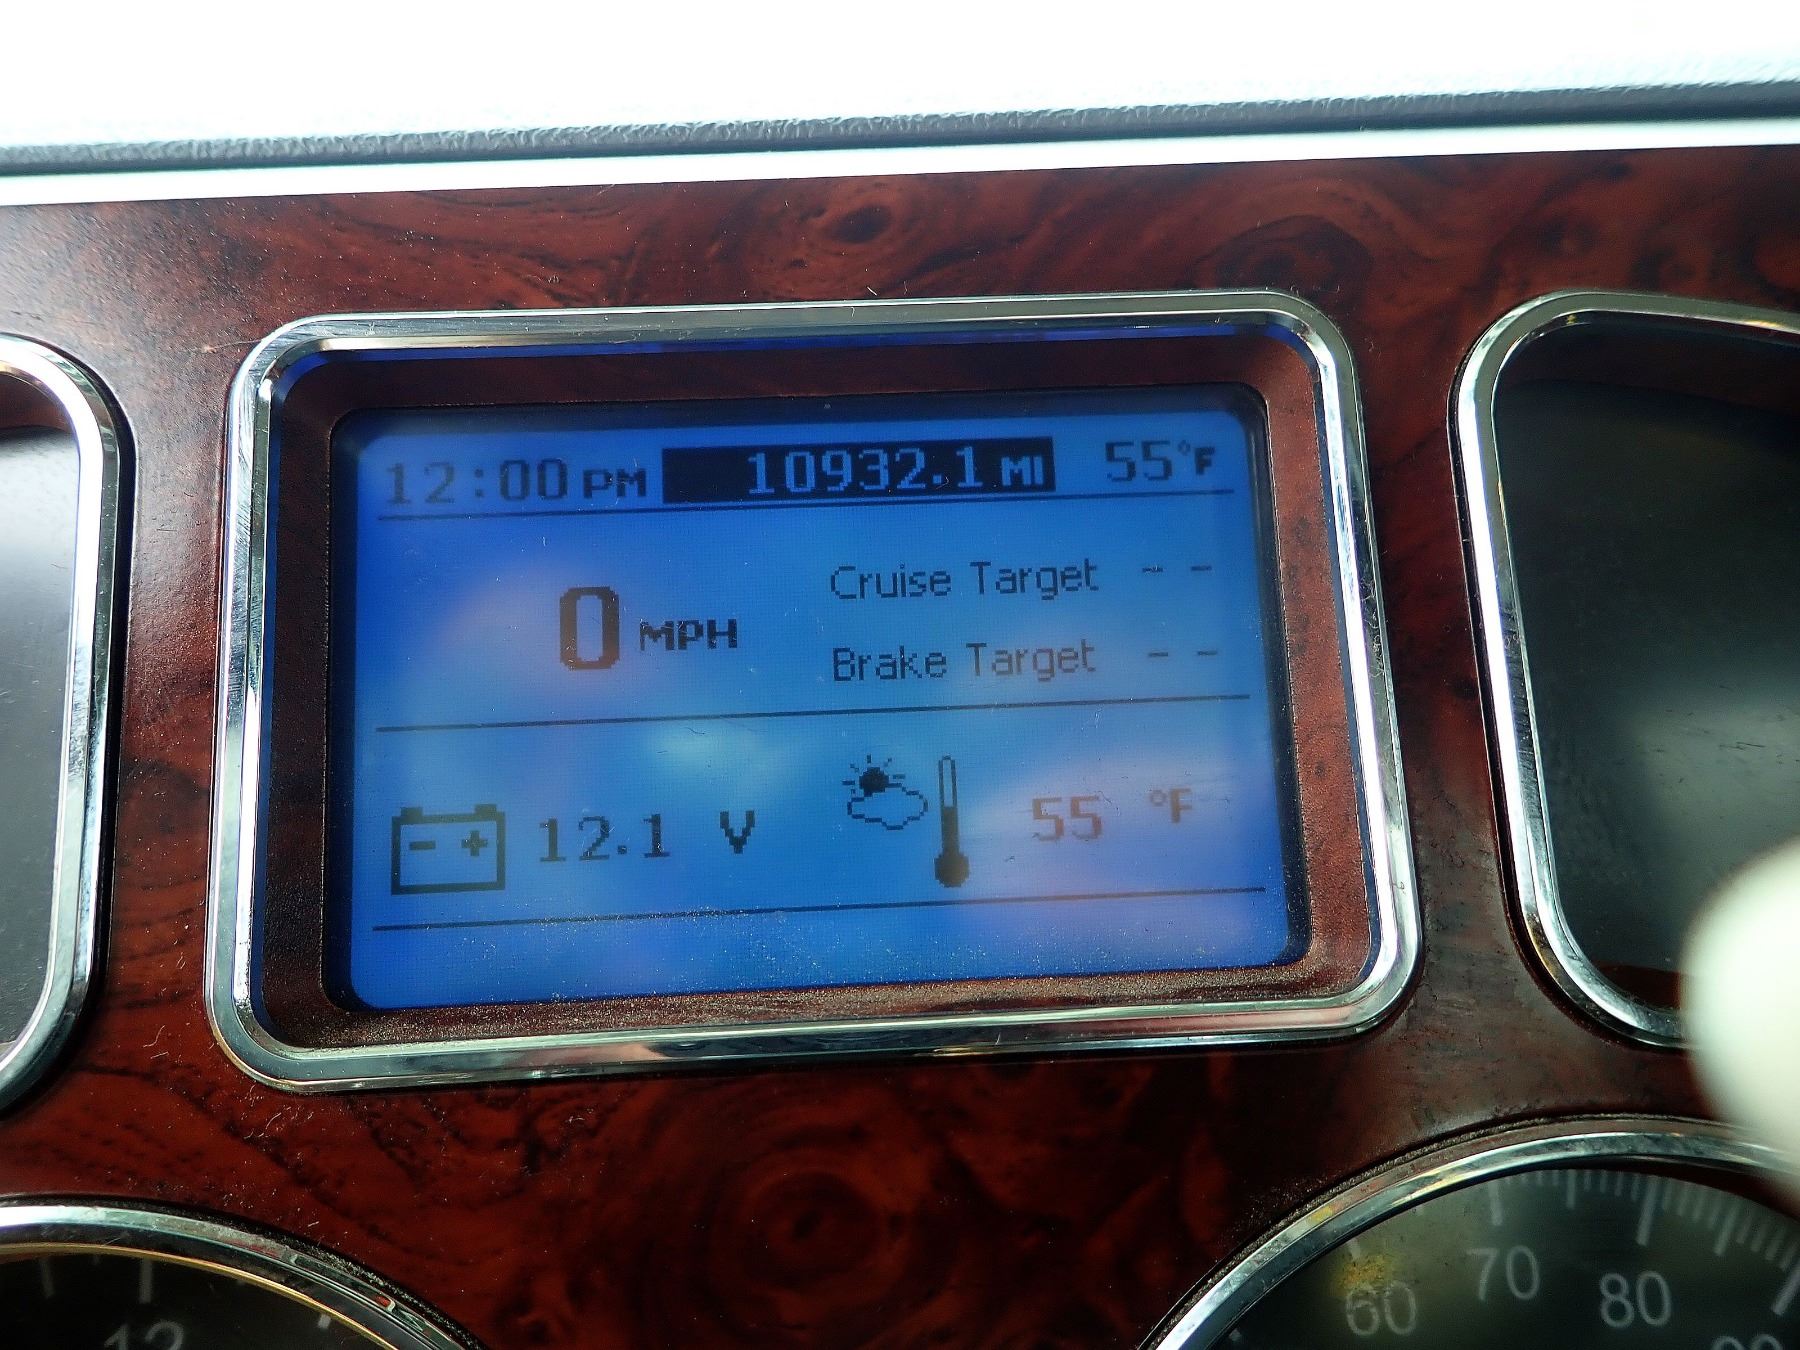 12:00 PM 10932.1 MI 55°F
0 MPH
Cruise Target - -
Brake Target - -
- + 12.1 V 55 °F
12
60 70 80